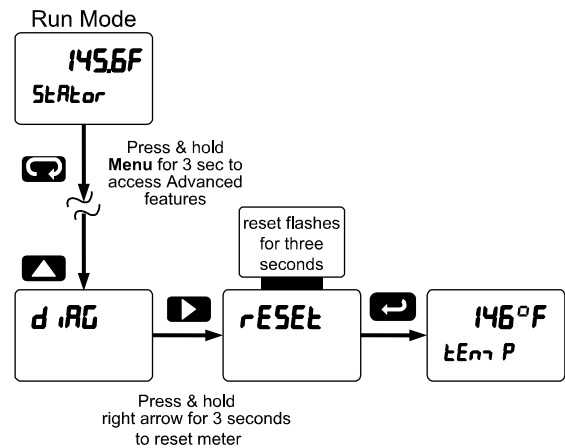 Run Mode
145.6F
StAtor
Press & hold
Menu for 3 sec to
access Advanced
features
reset flashes
for three
seconds
diAG
rESEt
146°F
tEmP
Press & hold
right arrow for 3 seconds
to reset meter